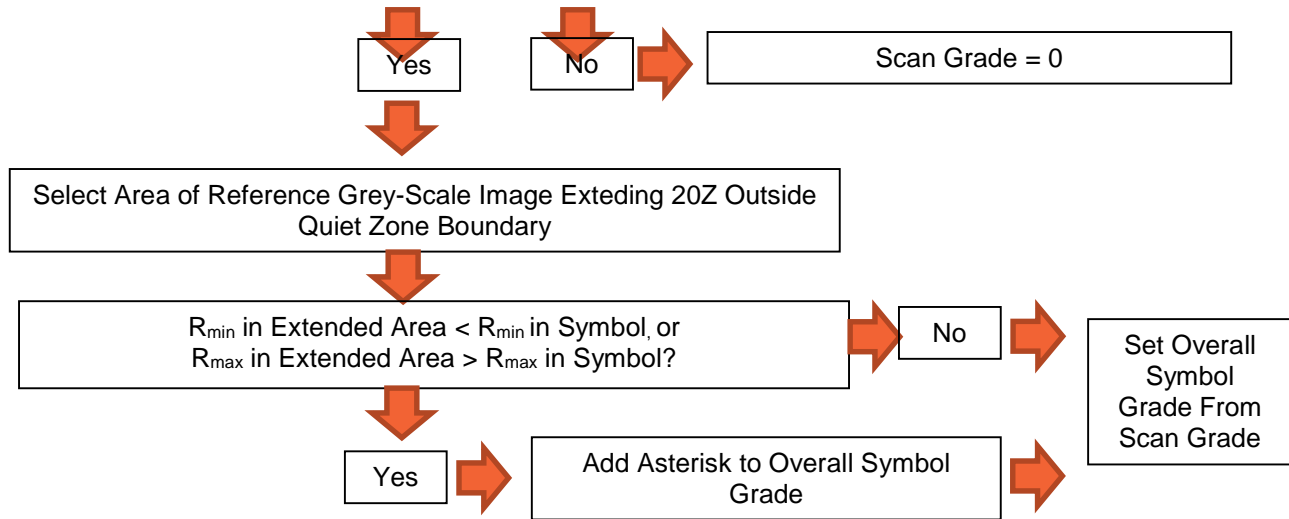 Yes
No
Scan Grade = 0
Select Area of Reference Grey-Scale Image Exteding 20Z Outside
Quiet Zone Boundary
Rmin in Extended Area < Rmin in Symbol, or
Rmax in Extended Area > Rmax in Symbol?
No
Set Overall
Symbol
Grade From
Scan Grade
Yes
Add Asterisk to Overall Symbol
Grade